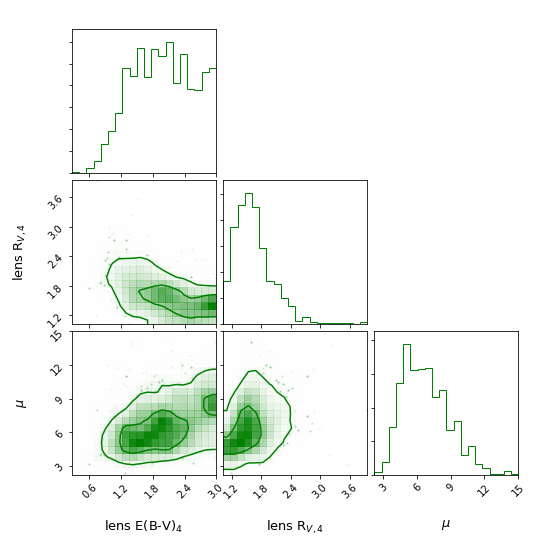 lens R_{V,4}
3.6
3.0
2.4
1.8
1.2
μ
15
12
9
6
3
0.6 1.2 1.8 2.4 3.0
1.2 1.8 2.4 3.0 3.6
3 6 9 12 15
lens E(B-V)_4 lens R_{V,4} μ